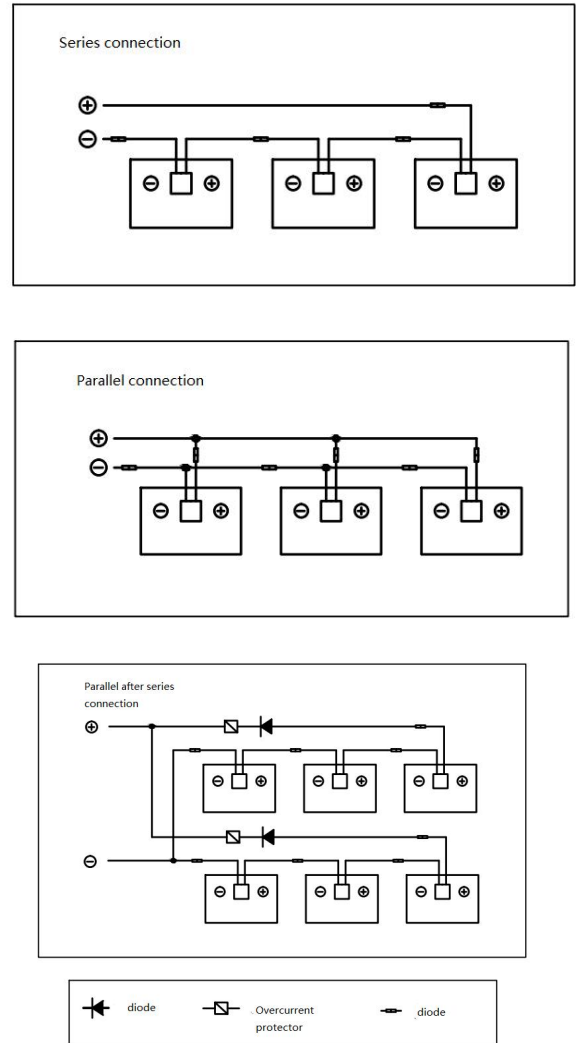 Series connection
Parallel connection
Parallel after series
connection
diode
Overcurrent
protector
diode